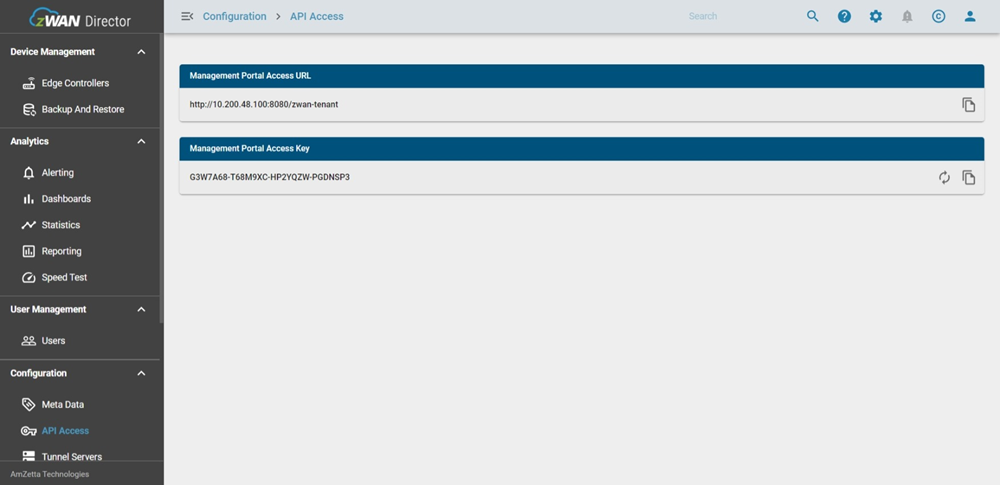 zWAN Director
Configuration > API Access
Search
Device Management
Edge Controllers
Backup And Restore
Analytics
Alerting
Dashboards
Statistics
Reporting
Speed Test
User Management
Users
Configuration
Meta Data
API Access
Tunnel Servers
AmZetta Technologies
Management Portal Access URL
http://10.200.48.100:8080/zwan-tenant
Management Portal Access Key
G3W7A68-T68M9XC-HP2YQZW-PGDNSP3